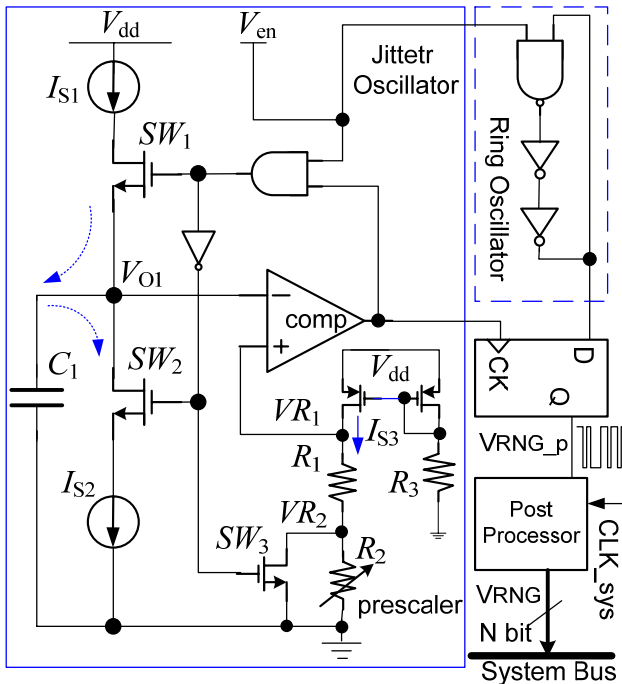 Vdd
Ven
Jittetr
Oscillator
IS1
SW1
Ring Oscillator
VO1
comp
C1
SW2
Vdd
CK
D
Q
VR1
IS3
VRNG_p
R1
R3
IS2
VR2
SW3
R2
Post
Processor
CLK_sys
prescaler
VRNG
N bit
System Bus